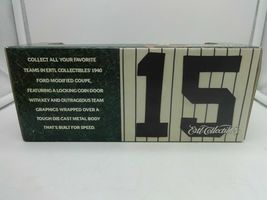 COLLECT ALL YOUR FAVORITE
TEAMS IN ERTL COLLECTIBLES' 1940
FORD MODIFIED COUPE,
FEATURING A LOCKING COIN DOOR
WITH KEY AND OUTRAGEOUS TEAM
GRAPHICS WRAPPED OVER A
TOUGH DIE-CAST METAL BODY
THAT'S BUILT FOR SPEED.
15
Ertl Collectibles